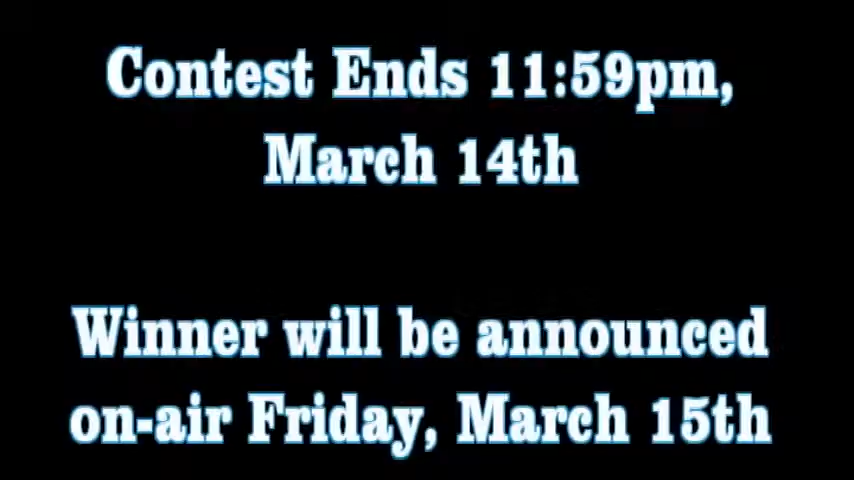 Contest Ends 11:59pm,
March 14th
Winner will be announced
on-air Friday, March 15th